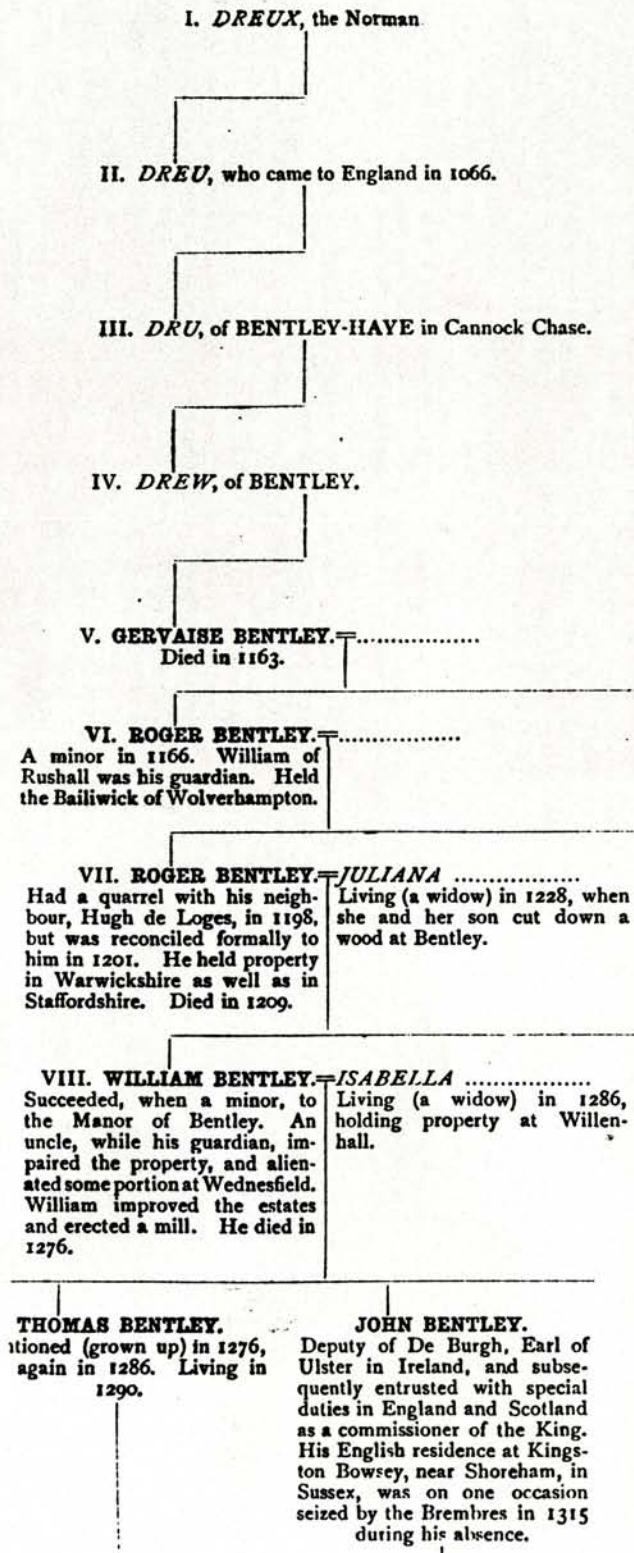 I. DREUX, the Norman
II. DREU, who came to England in 1066.
III. DRU, of BENTLEY-HAYE in Cannock Chase.
IV. DREW, of BENTLEY.
V. GERVAISE BENTLEY.=..................
Died in 1163.
VI. ROGER BENTLEY.=..................
A minor in 1166. William of
Rushall was his guardian. Held
the Bailiwick of Wolverhampton.
VII. ROGER BENTLEY.=JULIANA ..................
Had a quarrel with his neigh-
bour, Hugh de Loges, in 1198,
but was reconciled formally to
him in 1201. He held property
in Warwickshire as well as in
Staffordshire. Died in 1209.
Living (a widow) in 1228, when
she and her son cut down a
wood at Bentley.
VIII. WILLIAM BENTLEY.=ISABELLA ..................
Succeeded, when a minor, to
the Manor of Bentley. An
uncle, while his guardian, im-
paired the property, and alien-
ated some portion at Wednesfield.
William improved the estates
and erected a mill. He died in
1276.
Living (a widow) in 1286,
holding property at Willen-
hall.
THOMAS BENTLEY.
tioned (grown up) in 1276,
again in 1286. Living in
1290.
JOHN BENTLEY.
Deputy of De Burgh, Earl of
Ulster in Ireland, and subse-
quently entrusted with special
duties in England and Scotland
as a commissioner of the King.
His English residence at Kings-
ton Bowsey, near Shoreham, in
Sussex, was on one occasion
seized by the Brembres in 1315
during his absence.